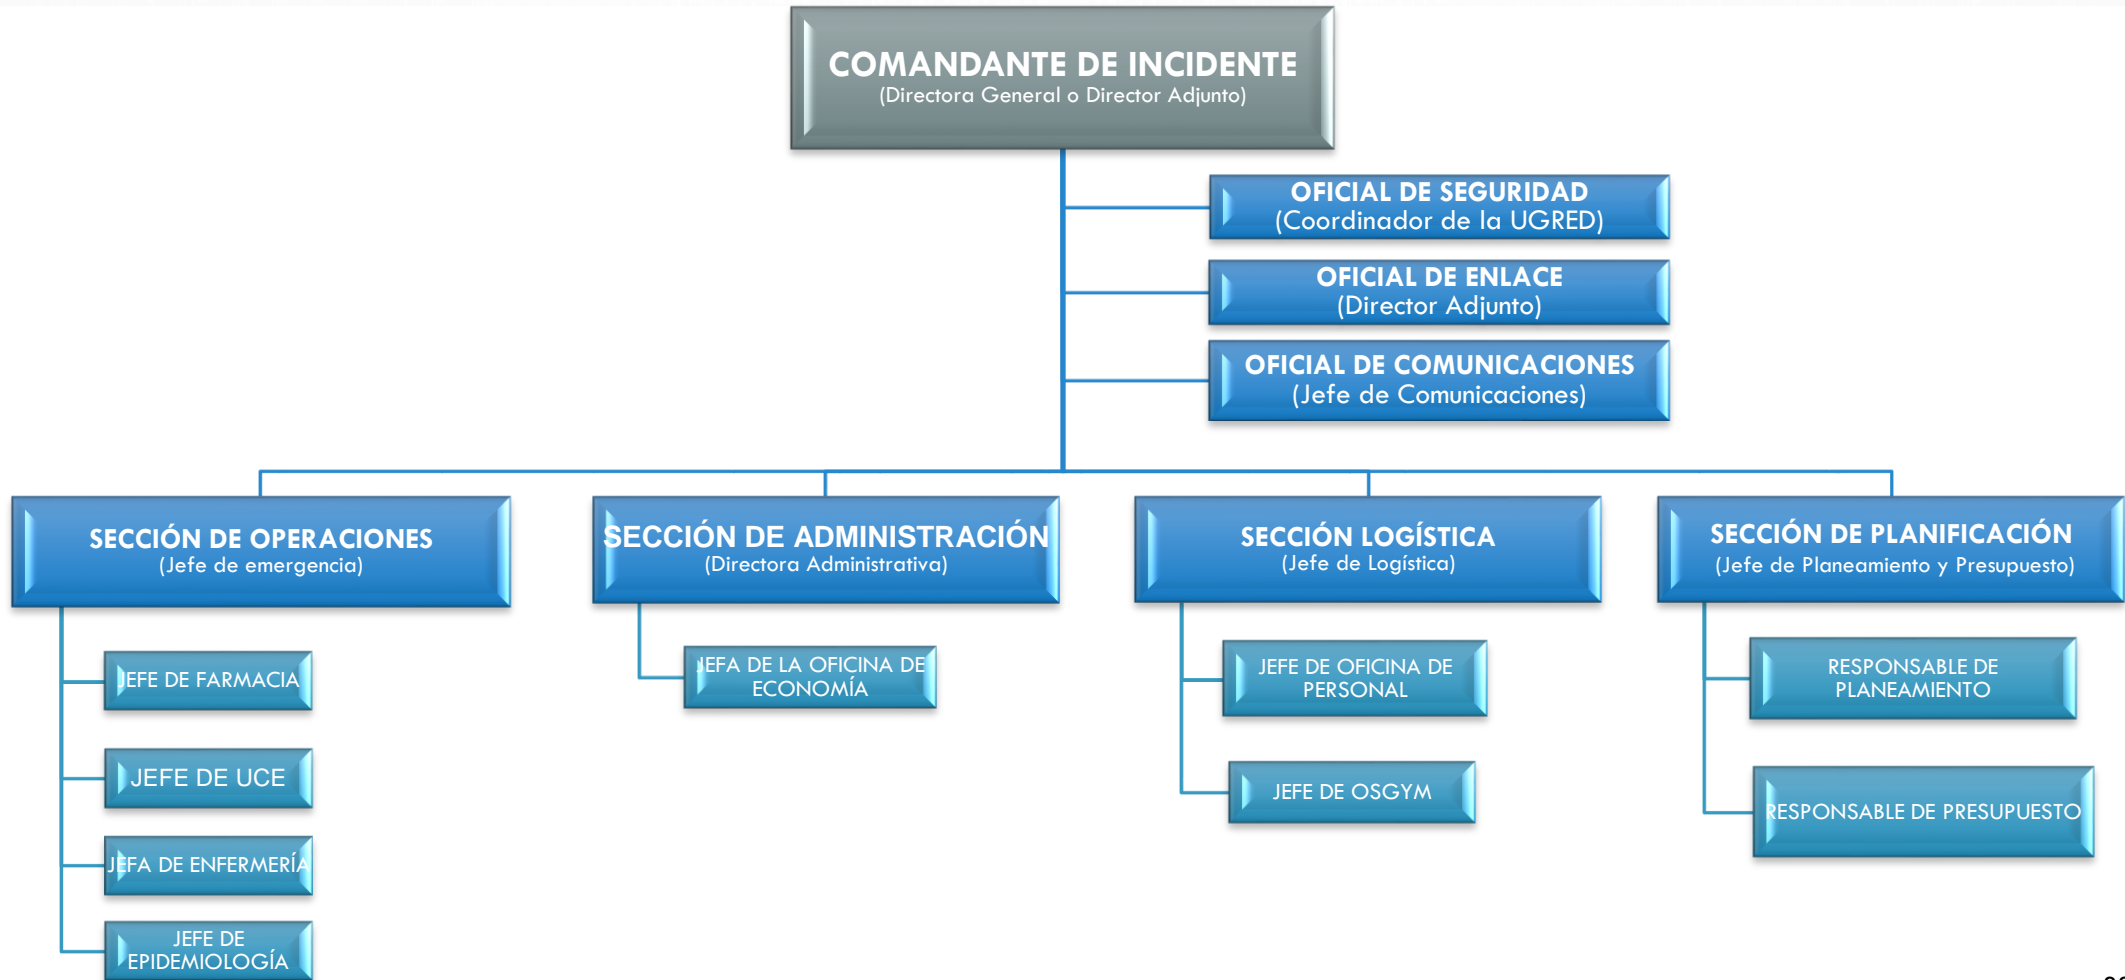 COMANDANTE DE INCIDENTE
(Directora General o Director Adjunto)
OFICIAL DE SEGURIDAD
(Coordinador de la UGRED)
OFICIAL DE ENLACE
(Director Adjunto)
OFICIAL DE COMUNICACIONES
(Jefe de Comunicaciones)
SECCIÓN DE OPERACIONES
(Jefe de emergencia)
SECCIÓN DE ADMINISTRACIÓN
(Directora Administrativa)
SECCIÓN LOGÍSTICA
(Jefe de Logística)
SECCIÓN DE PLANIFICACIÓN
(Jefe de Planeamiento y Presupuesto)
JEFE DE FARMACIA
JEFE DE UCE
JEFA DE ENFERMERÍA
JEFE DE
EPIDEMIOLOGÍA
JEFA DE LA OFICINA DE
ECONOMÍA
JEFE DE OFICINA DE
PERSONAL
JEFE DE OSGYM
RESPONSABLE DE
PLANEAMIENTO
RESPONSABLE DE PRESUPUESTO